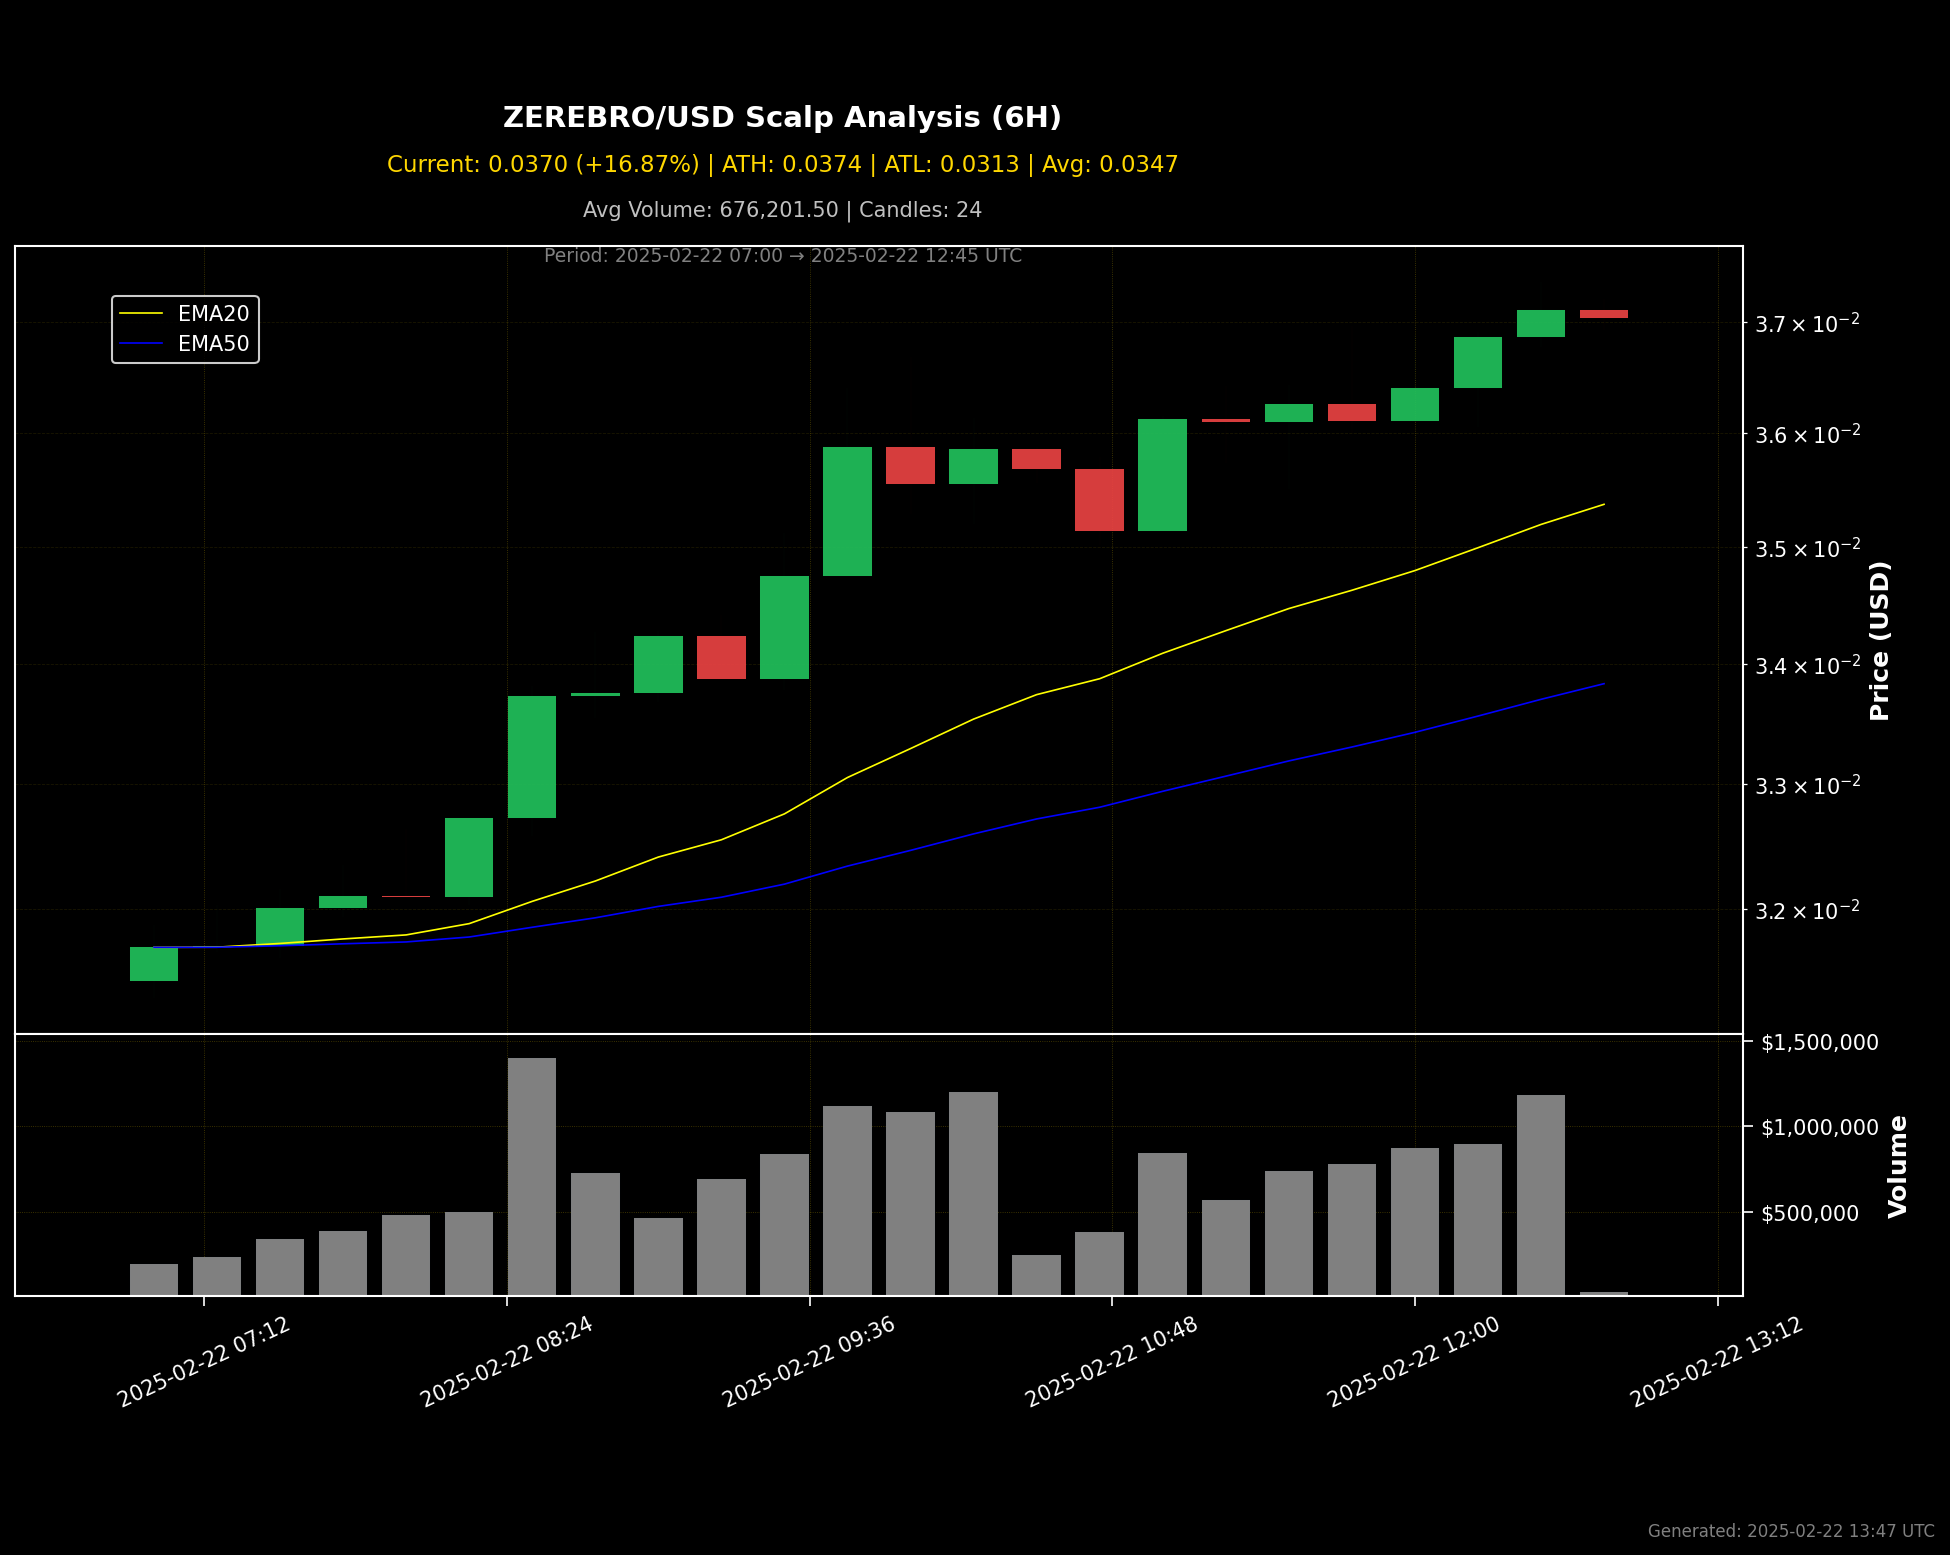 ZEREBRO/USD Scalp Analysis (6H)
Current: 0.0370 (+16.87%) | ATH: 0.0374 | ATL: 0.0313 | Avg: 0.0347
Avg Volume: 676,201.50 | Candles: 24
Period: 2025-02-22 07:00 → 2025-02-22 12:45 UTC
EMA20
EMA50
3.7 × 10⁻²
3.6 × 10⁻²
3.5 × 10⁻²
3.4 × 10⁻²
3.3 × 10⁻²
3.2 × 10⁻²
Price (USD)
$1,500,000
$1,000,000
$500,000
Volume
2025-02-22 07:12
2025-02-22 08:24
2025-02-22 09:36
2025-02-22 10:48
2025-02-22 12:00
2025-02-22 13:12
Generated: 2025-02-22 13:47 UTC